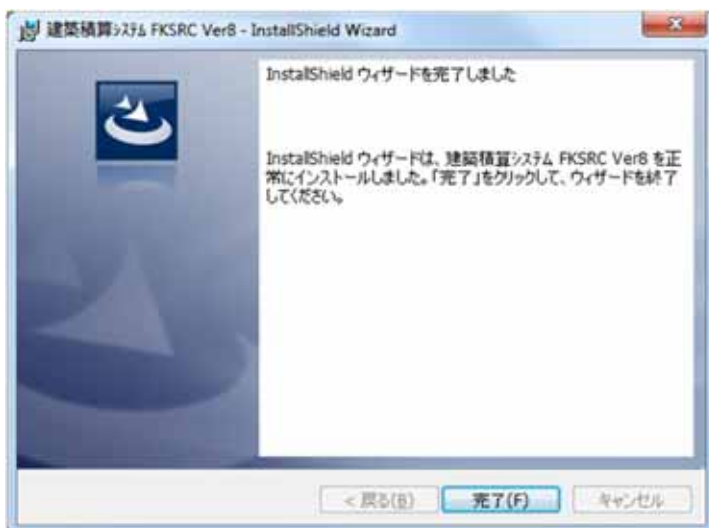 建築積算システム FKSRC Ver8 - InstallShield Wizard
InstallShield ウィザードを完了しました
InstallShield ウィザードは、建築積算システム FKSRC Ver8 を正
常にインストールしました。「完了」をクリックして、ウィザードを終了
してください。
< 戻る(B)
完了(F)
キャンセル